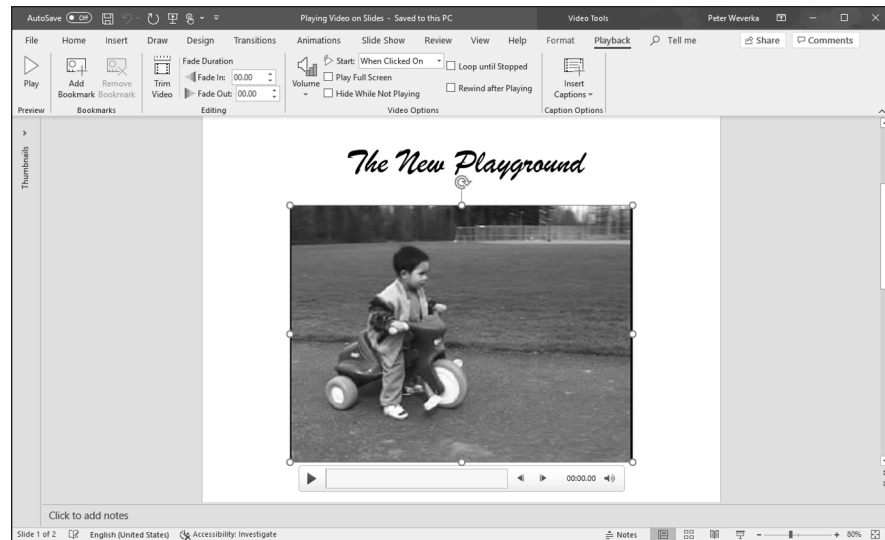 AutoSave Off Playing Video on Slides - Saved to this PC Video Tools Peter Weverka
File Home Insert Draw Design Transitions Animations Slide Show Review View Help Format Playback Tell me Share Comments
Play
Add Bookmark
Remove Bookmark
Trim Video
Fade Duration
Fade In: 00.00
Fade Out: 00.00
Volume
Start: When Clicked On
Play Full Screen
Hide While Not Playing
Loop until Stopped
Rewind after Playing
Insert Captions
Preview Bookmarks Editing Video Options Caption Options
Thumbnails
The New Playground
00:00.00
Click to add notes
Slide 1 of 2 English (United States) Accessibility: Investigate Notes 80%